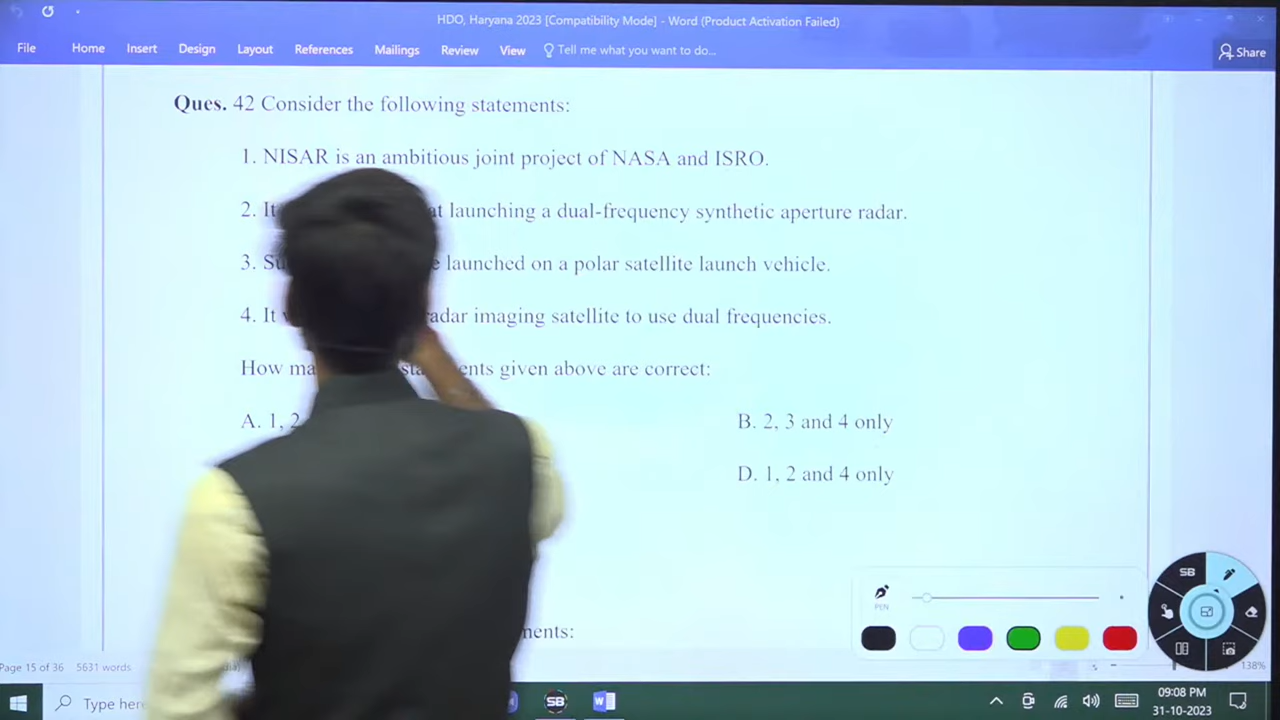 HDO, Haryana 2023 [Compatibility Mode] - Word (Product Activation Failed)
File Home Insert Design Layout References Mailings Review View Tell me what you want to do... Share
Ques. 42 Consider the following statements:
1. NISAR is an ambitious joint project of NASA and ISRO.
2. It at launching a dual-frequency synthetic aperture radar.
3. launched on a polar satellite launch vehicle.
4. It radar imaging satellite to use dual frequencies.
How given above are correct:
A. 1, 2
B. 2, 3 and 4 only
D. 1, 2 and 4 only
PEN
SB
Page 15 of 36 5631 words
138%
Type here
SB
W
09:08 PM
31-10-2023